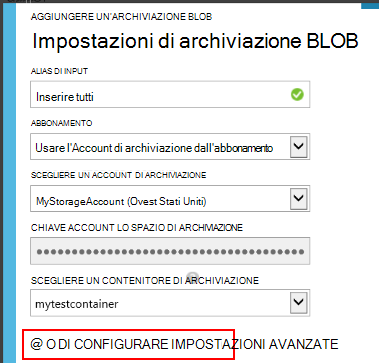 AGGIUNGERE UN'ARCHIVIAZIONE BLOB
Impostazioni di archiviazione BLOB
ALIAS DI INPUT
Inserire tutti
ABBONAMENTO
Usare l'Account di archiviazione dall'abbonamento
SCEGLIERE UN ACCOUNT DI ARCHIVIAZIONE
MyStorageAccount (Ovest Stati Uniti)
CHIAVE ACCOUNT LO SPAZIO DI ARCHIVIAZIONE
SCEGLIERE UN CONTENITORE DI ARCHIVIAZIONE
mytestcontainer
@ O DI CONFIGURARE IMPOSTAZIONI AVANZATE